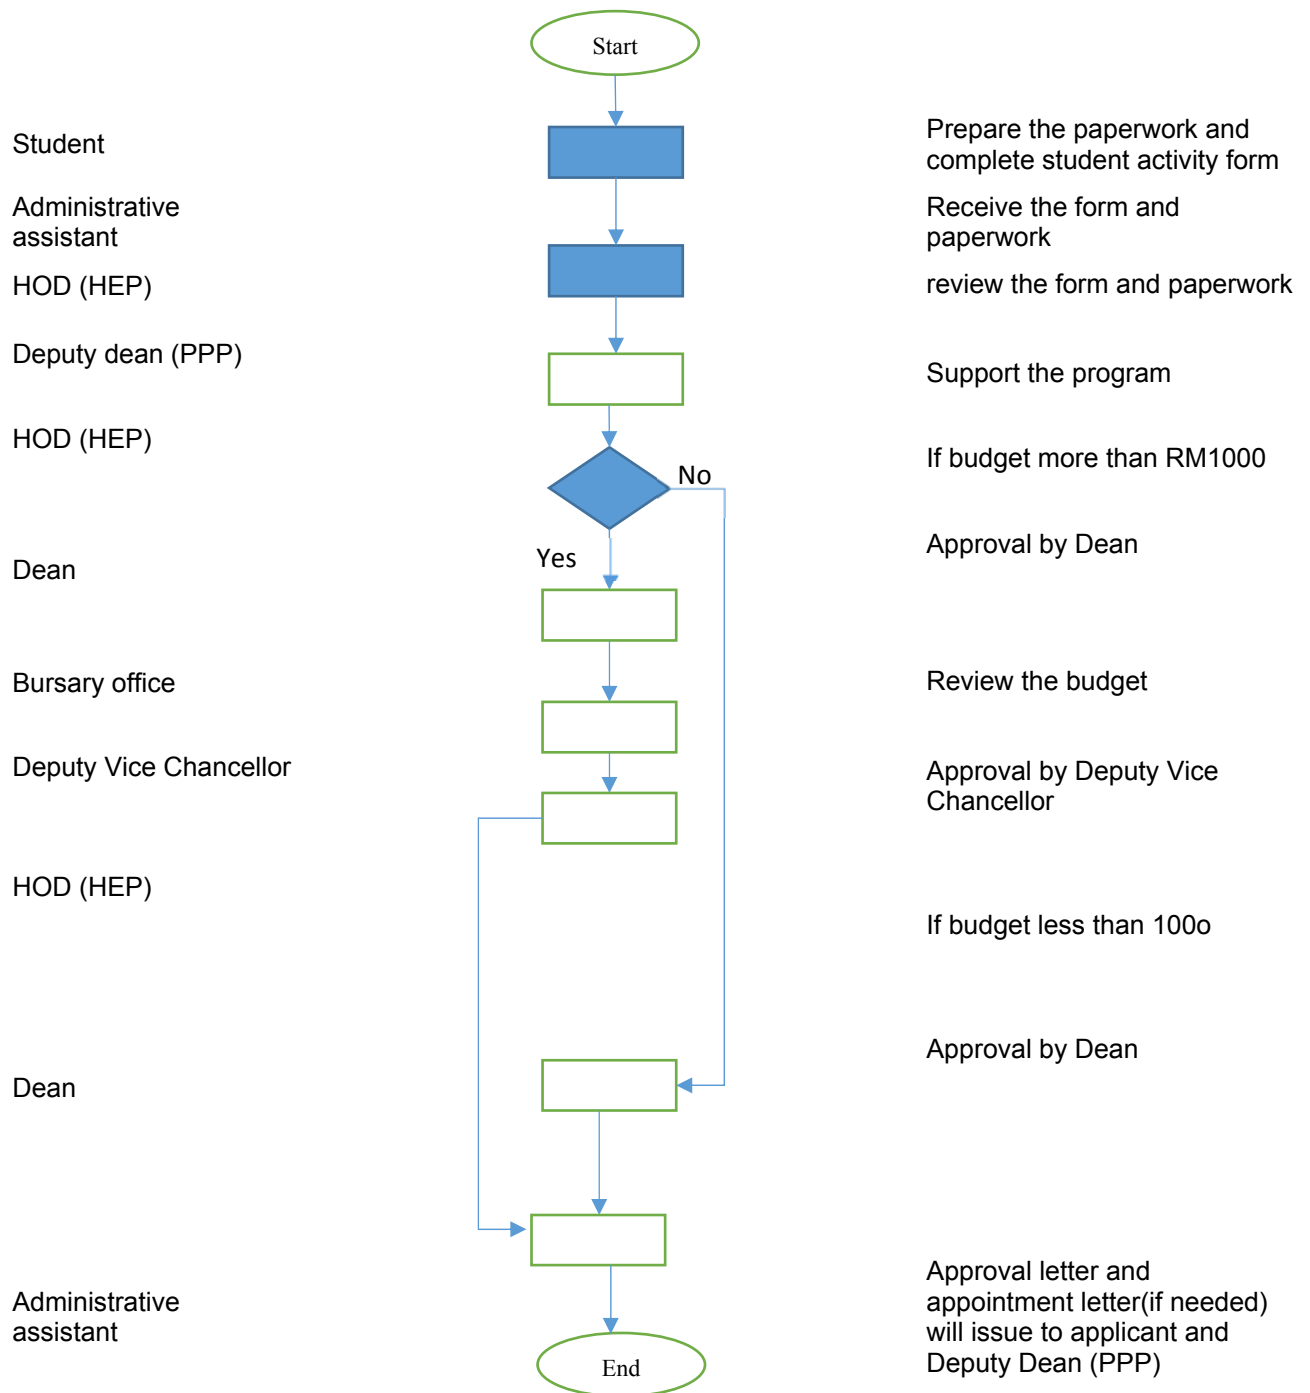 Start
Student
Prepare the paperwork and
complete student activity form
Administrative
assistant
Receive the form and
paperwork
HOD (HEP)
review the form and paperwork
Deputy dean (PPP)
Support the program
HOD (HEP)
If budget more than RM1000
No
Yes
Approval by Dean
Dean
Bursary office
Review the budget
Deputy Vice Chancellor
Approval by Deputy Vice
Chancellor
HOD (HEP)
If budget less than 100o
Approval by Dean
Dean
Administrative
assistant
Approval letter and
appointment letter(if needed)
will issue to applicant and
Deputy Dean (PPP)
End